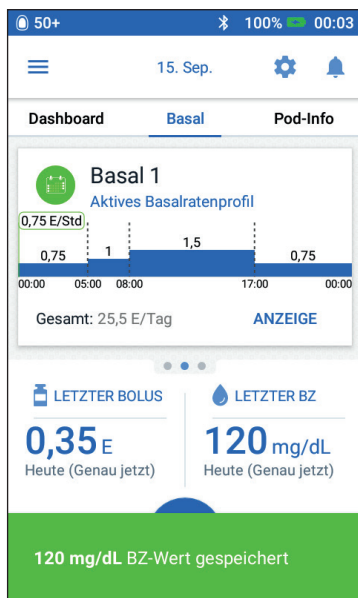 50+ 100% 00:03
15. Sep.
Dashboard Basal Pod-Info
Basal 1
Aktives Basalratenprofil
0,75 E/Std
0,75 1 1,5 0,75
00:00 05:00 08:00 17:00 00:00
Gesamt: 25,5 E/Tag ANZEIGE
LETZTER BOLUS LETZTER BZ
0,35 E 120 mg/dL
Heute (Genau jetzt) Heute (Genau jetzt)
120 mg/dL BZ-Wert gespeichert